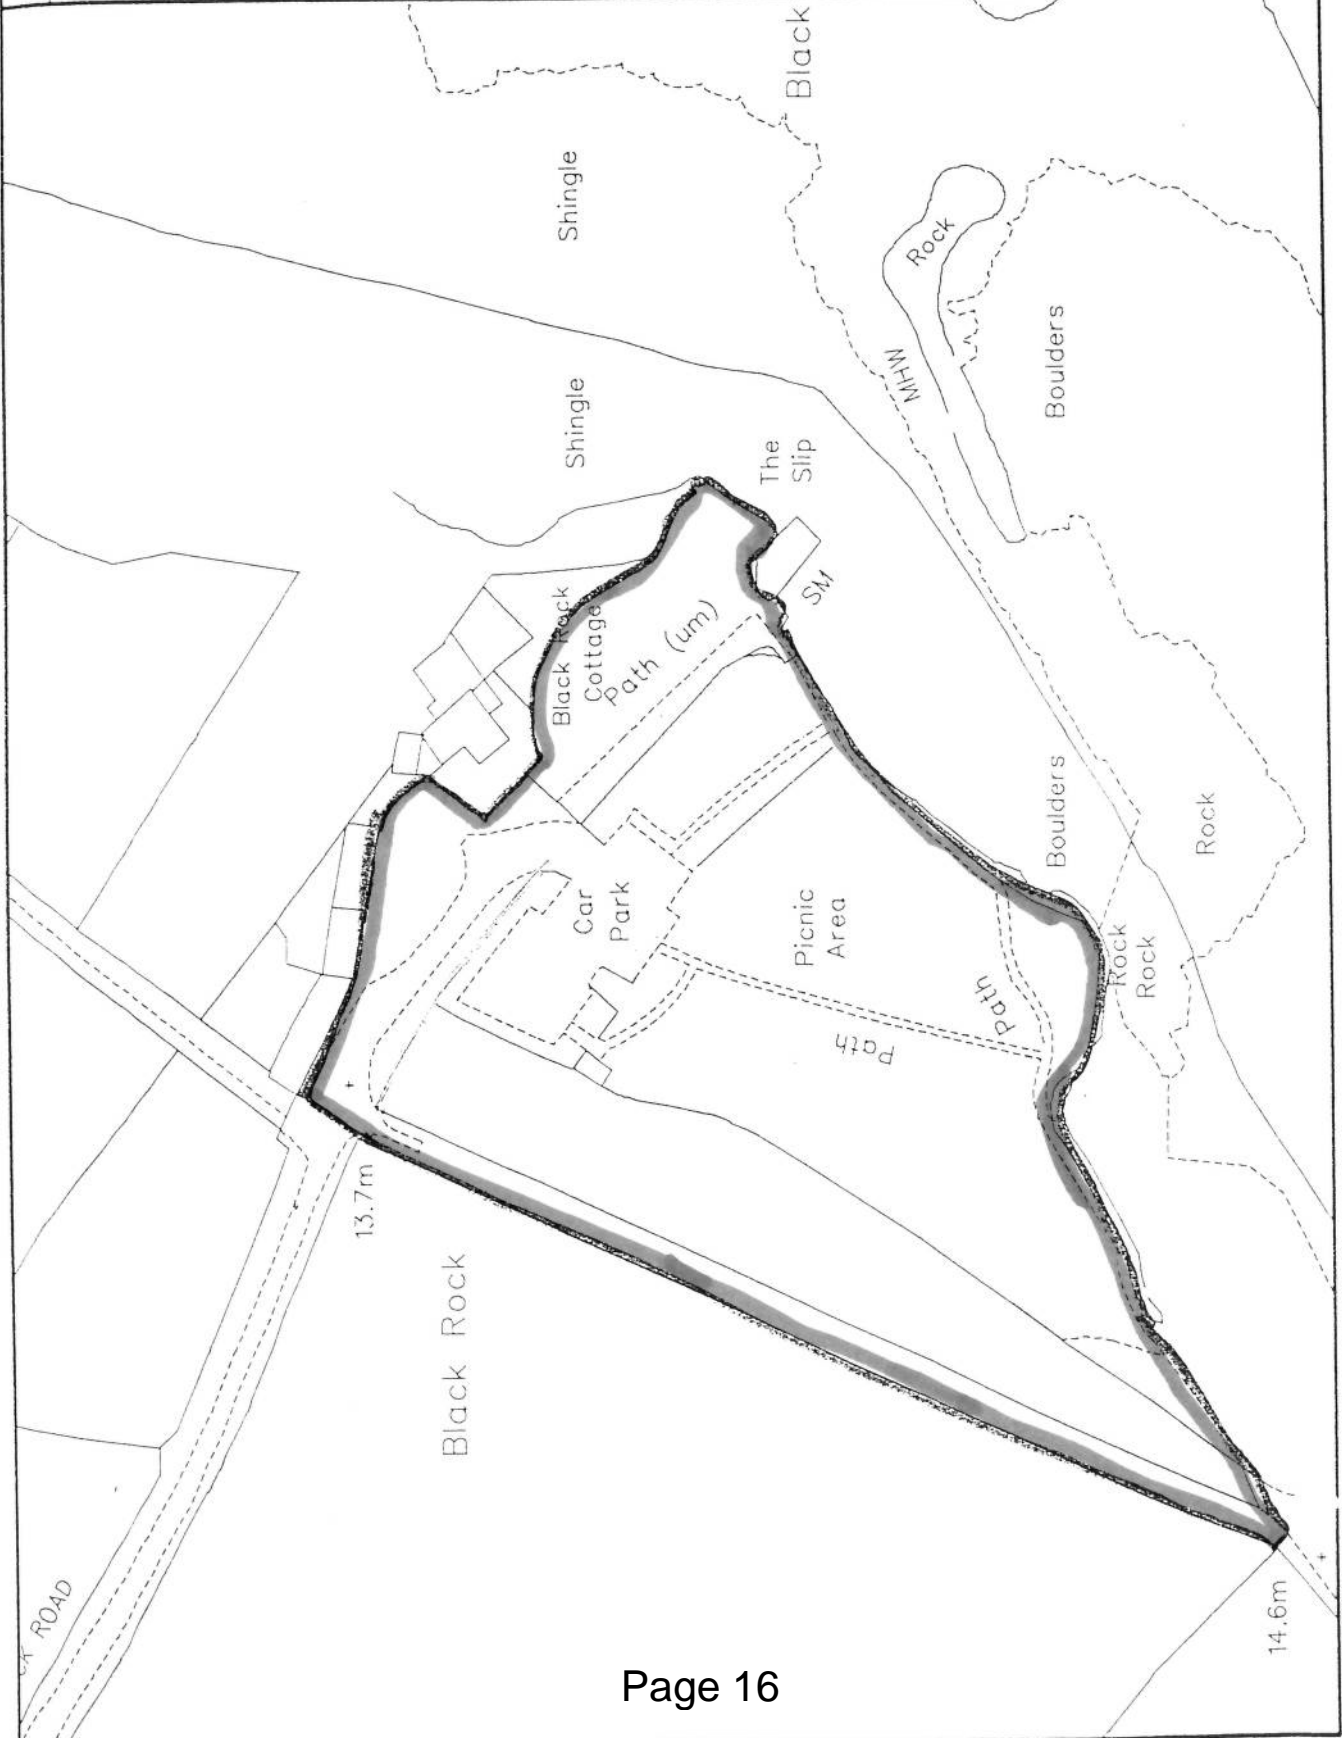 Black
Shingle
Rock
MHW
Boulders
Shingle
The
Slip
SM
Black Rock
Cottage
Path (um)
Car
Park
Picnic
Area
Boulders
Rock
Rock
Rock
Path
Path
13.7m
Black Rock
ROAD
14.6m
Page 16